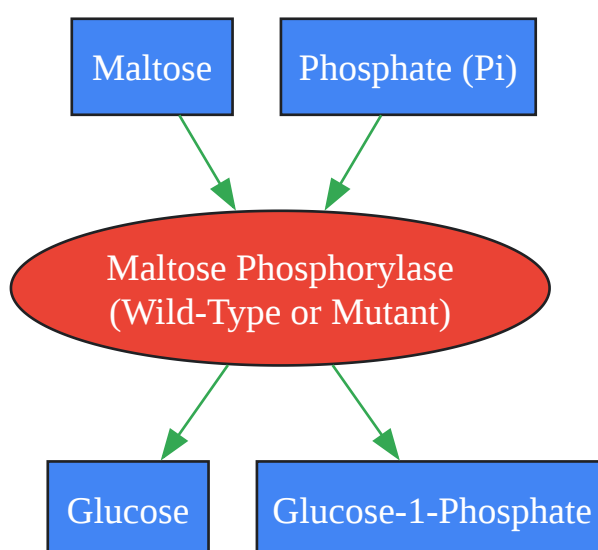 Maltose
Phosphate (Pi)
Maltose Phosphorylase
(Wild-Type or Mutant)
Glucose
Glucose-1-Phosphate